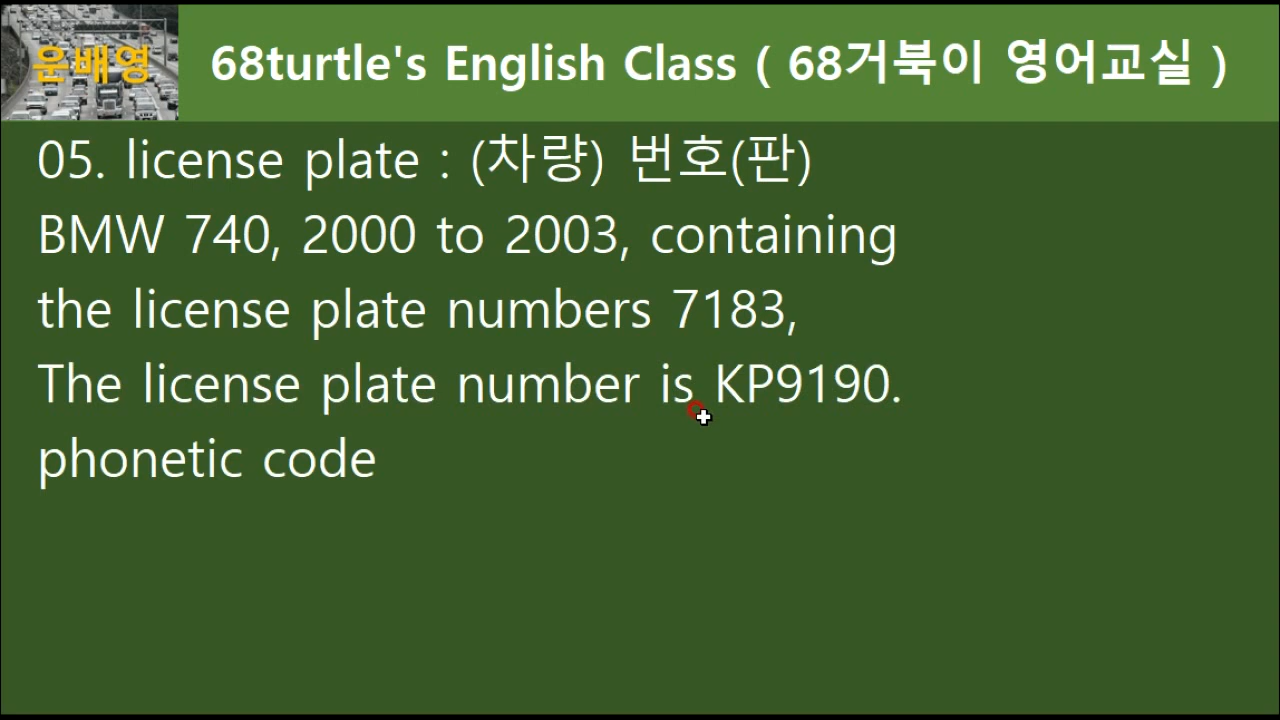 윤배영
68turtle's English Class ( 68거북이 영어교실 )
05. license plate : (차량) 번호(판)
BMW 740, 2000 to 2003, containing
the license plate numbers 7183,
The license plate number is KP9190.
phonetic code